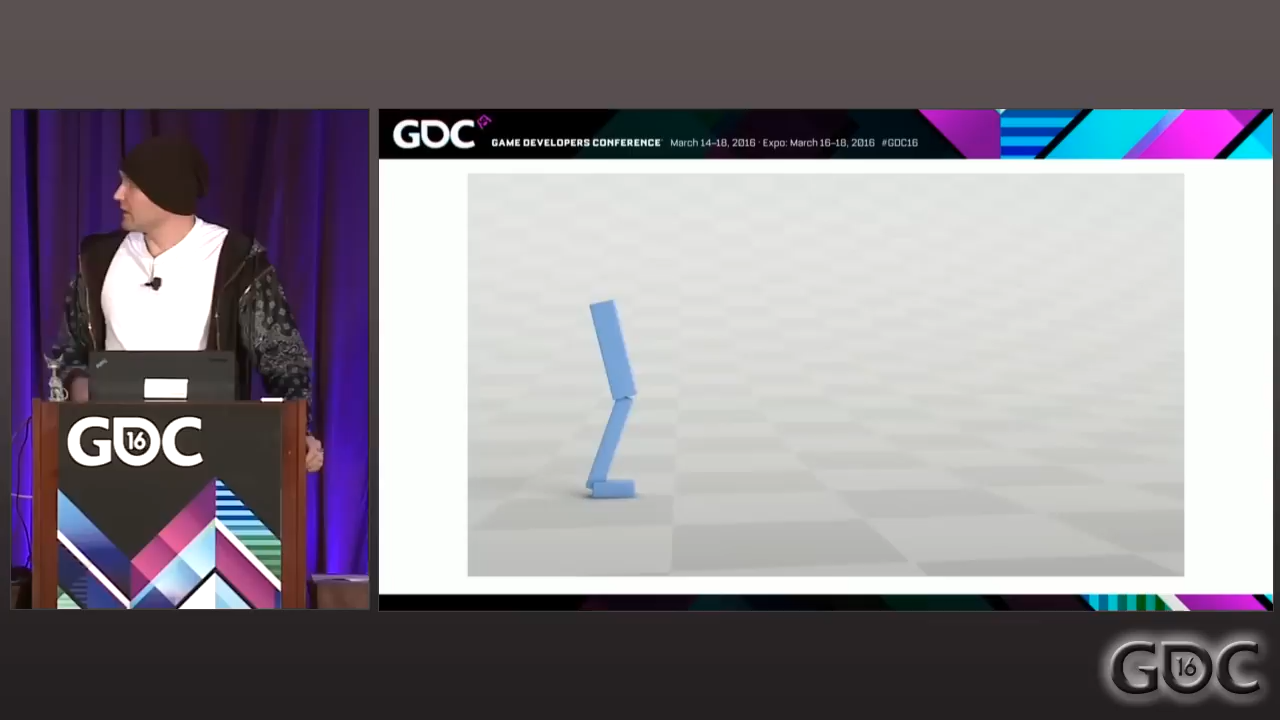 GDC
GAME DEVELOPERS CONFERENCE March 14–18, 2016 · Expo: March 16–18, 2016 #GDC16
GDC
16
GDC
16